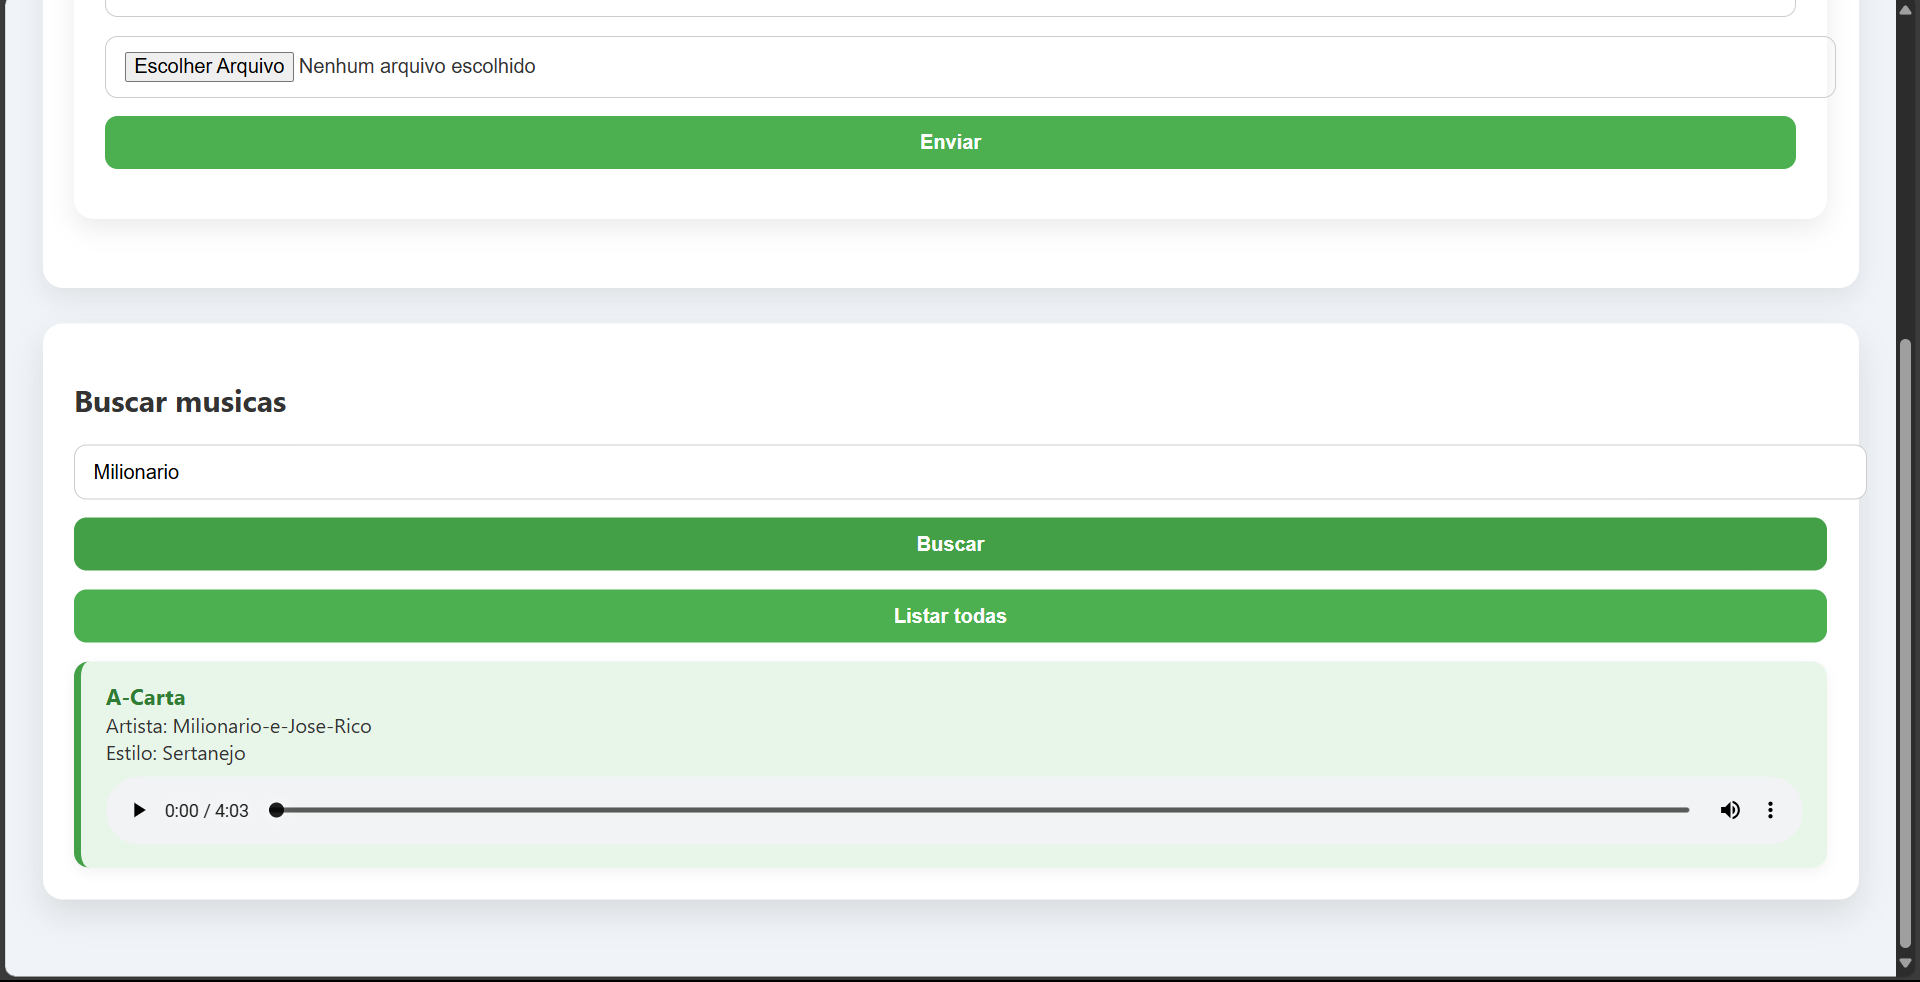 Escolher Arquivo Nenhum arquivo escolhido
Enviar
Buscar musicas
Milionario
Buscar
Listar todas
A-Carta
Artista: Milionario-e-Jose-Rico
Estilo: Sertanejo
0:00 / 4:03